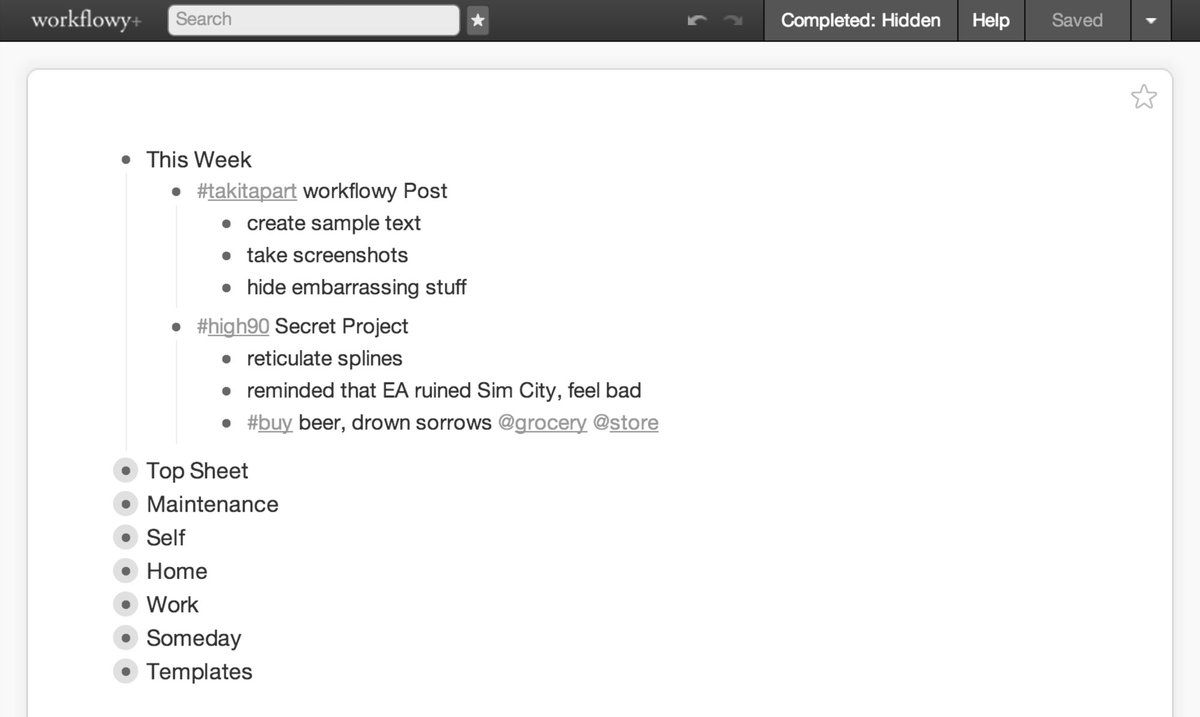 workflowy+ Search Completed: Hidden Help Saved
This Week
#takitapart workflowy Post
create sample text
take screenshots
hide embarrassing stuff
#high90 Secret Project
reticulate splines
reminded that EA ruined Sim City, feel bad
#buy beer, drown sorrows @grocery @store
Top Sheet
Maintenance
Self
Home
Work
Someday
Templates